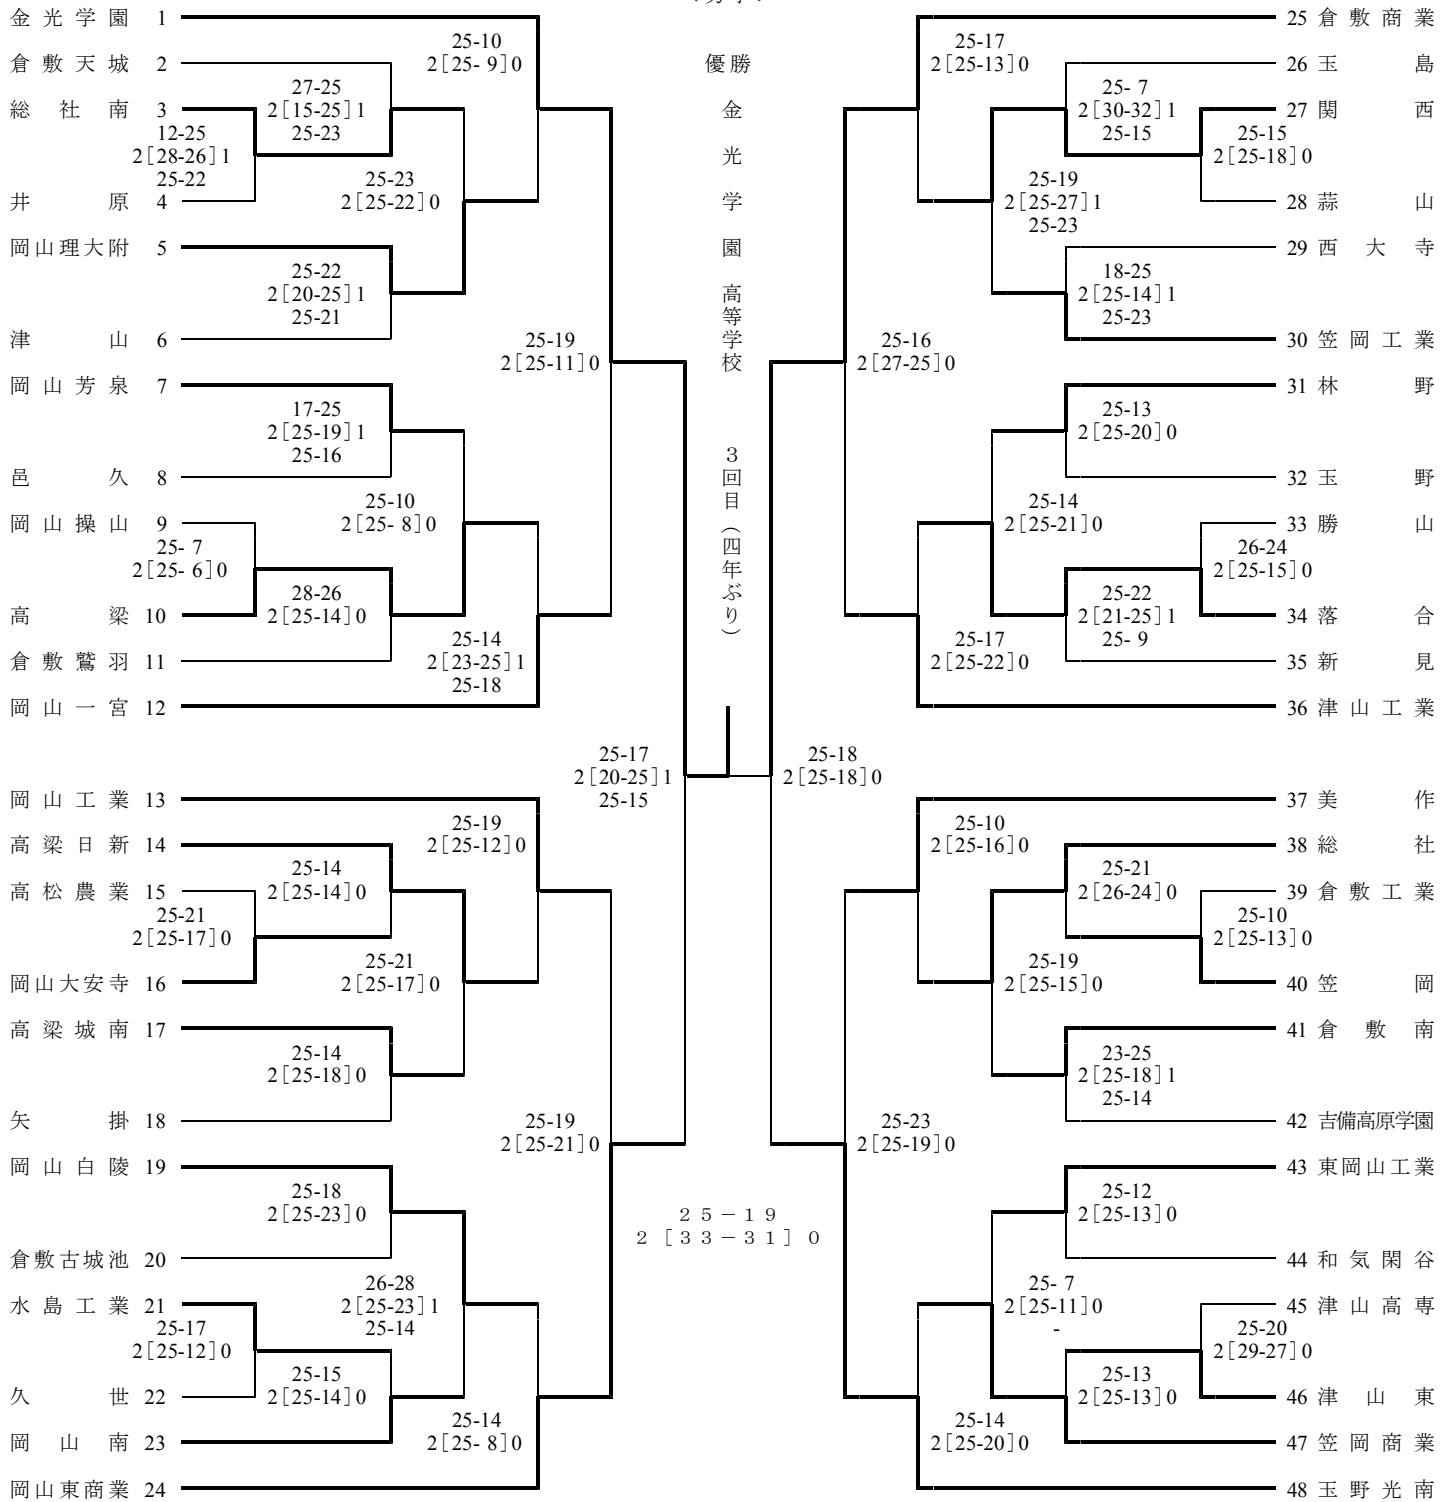 金光学園 1
倉敷天城 2
総社南 3
井原 4
岡山理大附 5
津山 6
岡山芳泉 7
邑久 8
岡山操山 9
高梁 10
倉敷鷲羽 11
岡山一宮 12
岡山工業 13
高梁日新 14
高松農業 15
岡山大安寺 16
高梁城南 17
矢掛 18
岡山白陵 19
倉敷古城池 20
水島工業 21
久世 22
岡山南 23
岡山東商業 24
12-25
2[28-26]1
25-22
25- 7
2[25- 6]0
25-21
2[25-17]0
25-17
2[25-12]0
27-25
2[15-25]1
25-23
25-22
2[20-25]1
25-21
17-25
2[25-19]1
25-16
28-26
2[25-14]0
25-14
2[25-14]0
25-14
2[25-18]0
25-18
2[25-23]0
25-15
2[25-14]0
25-23
2[25-22]0
25-10
2[25- 8]0
25-21
2[25-17]0
26-28
2[25-23]1
25-14
25-10
2[25- 9]0
25-14
2[23-25]1
25-18
25-19
2[25-12]0
25-14
2[25- 8]0
25-19
2[25-11]0
25-19
2[25-21]0
25-17
2[20-25]1
25-15
優勝
金光学園高等学校
3回目(四年ぶり)
25-19
2[33-31]0
25-18
2[25-18]0
25-16
2[27-25]0
25-23
2[25-19]0
25-17
2[25-13]0
25-17
2[25-22]0
25-10
2[25-16]0
25-14
2[25-20]0
25-19
2[25-27]1
25-23
25-14
2[25-21]0
25-19
2[25-15]0
25- 7
2[25-11]0
-
25- 7
2[30-32]1
25-15
18-25
2[25-14]1
25-23
25-13
2[25-20]0
25-22
2[21-25]1
25- 9
25-21
2[26-24]0
23-25
2[25-18]1
25-14
25-12
2[25-13]0
25-13
2[25-13]0
25-15
2[25-18]0
26-24
2[25-15]0
25-10
2[25-13]0
25-20
2[29-27]0
25 倉敷商業
26 玉島
27 関西
28 蒜山
29 西大寺
30 笠岡工業
31 林野
32 玉野
33 勝山
34 落合
35 新見
36 津山工業
37 美作
38 総社
39 倉敷工業
40 笠岡
41 倉敷南
42 吉備高原学園
43 東岡山工業
44 和気閑谷
45 津山高専
46 津山東
47 笠岡商業
48 玉野光南